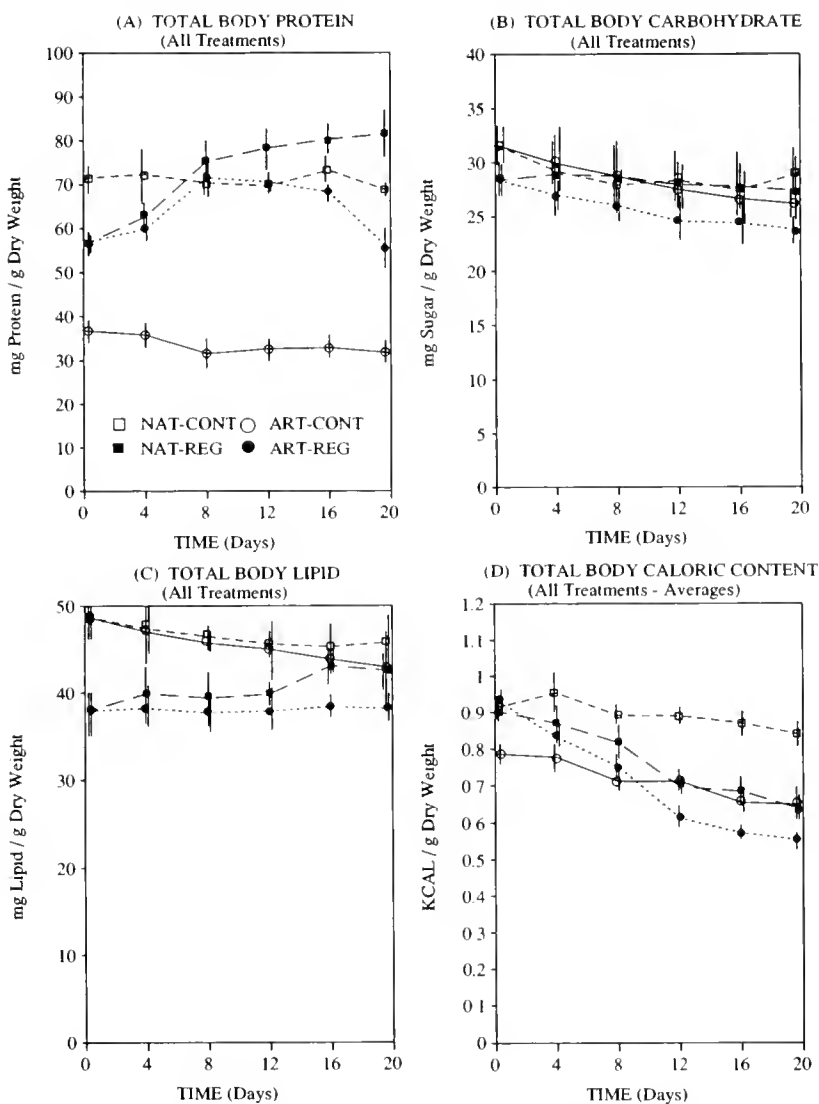 (A) TOTAL BODY PROTEIN
(All Treatments)
100
90
80
70
60
50
40
30
20
10
0
mg Protein / g Dry Weight
NAT-CONT ART-CONT
NAT-REG ART-REG
0 4 8 12 16 20
TIME (Days)
(B) TOTAL BODY CARBOHYDRATE
(All Treatments)
40
35
30
25
20
15
10
5
0
mg Sugar / g Dry Weight
0 4 8 12 16 20
TIME (Days)
(C) TOTAL BODY LIPID
(All Treatments)
50
40
30
20
10
0
mg Lipid / g Dry Weight
0 4 8 12 16 20
TIME (Days)
(D) TOTAL BODY CALORIC CONTENT
(All Treatments - Averages)
1.2
1.1
1
0.9
0.8
0.7
0.6
0.5
0.4
0.3
0.2
0.1
0
KCAL / g Dry Weight
0 4 8 12 16 20
TIME (Days)